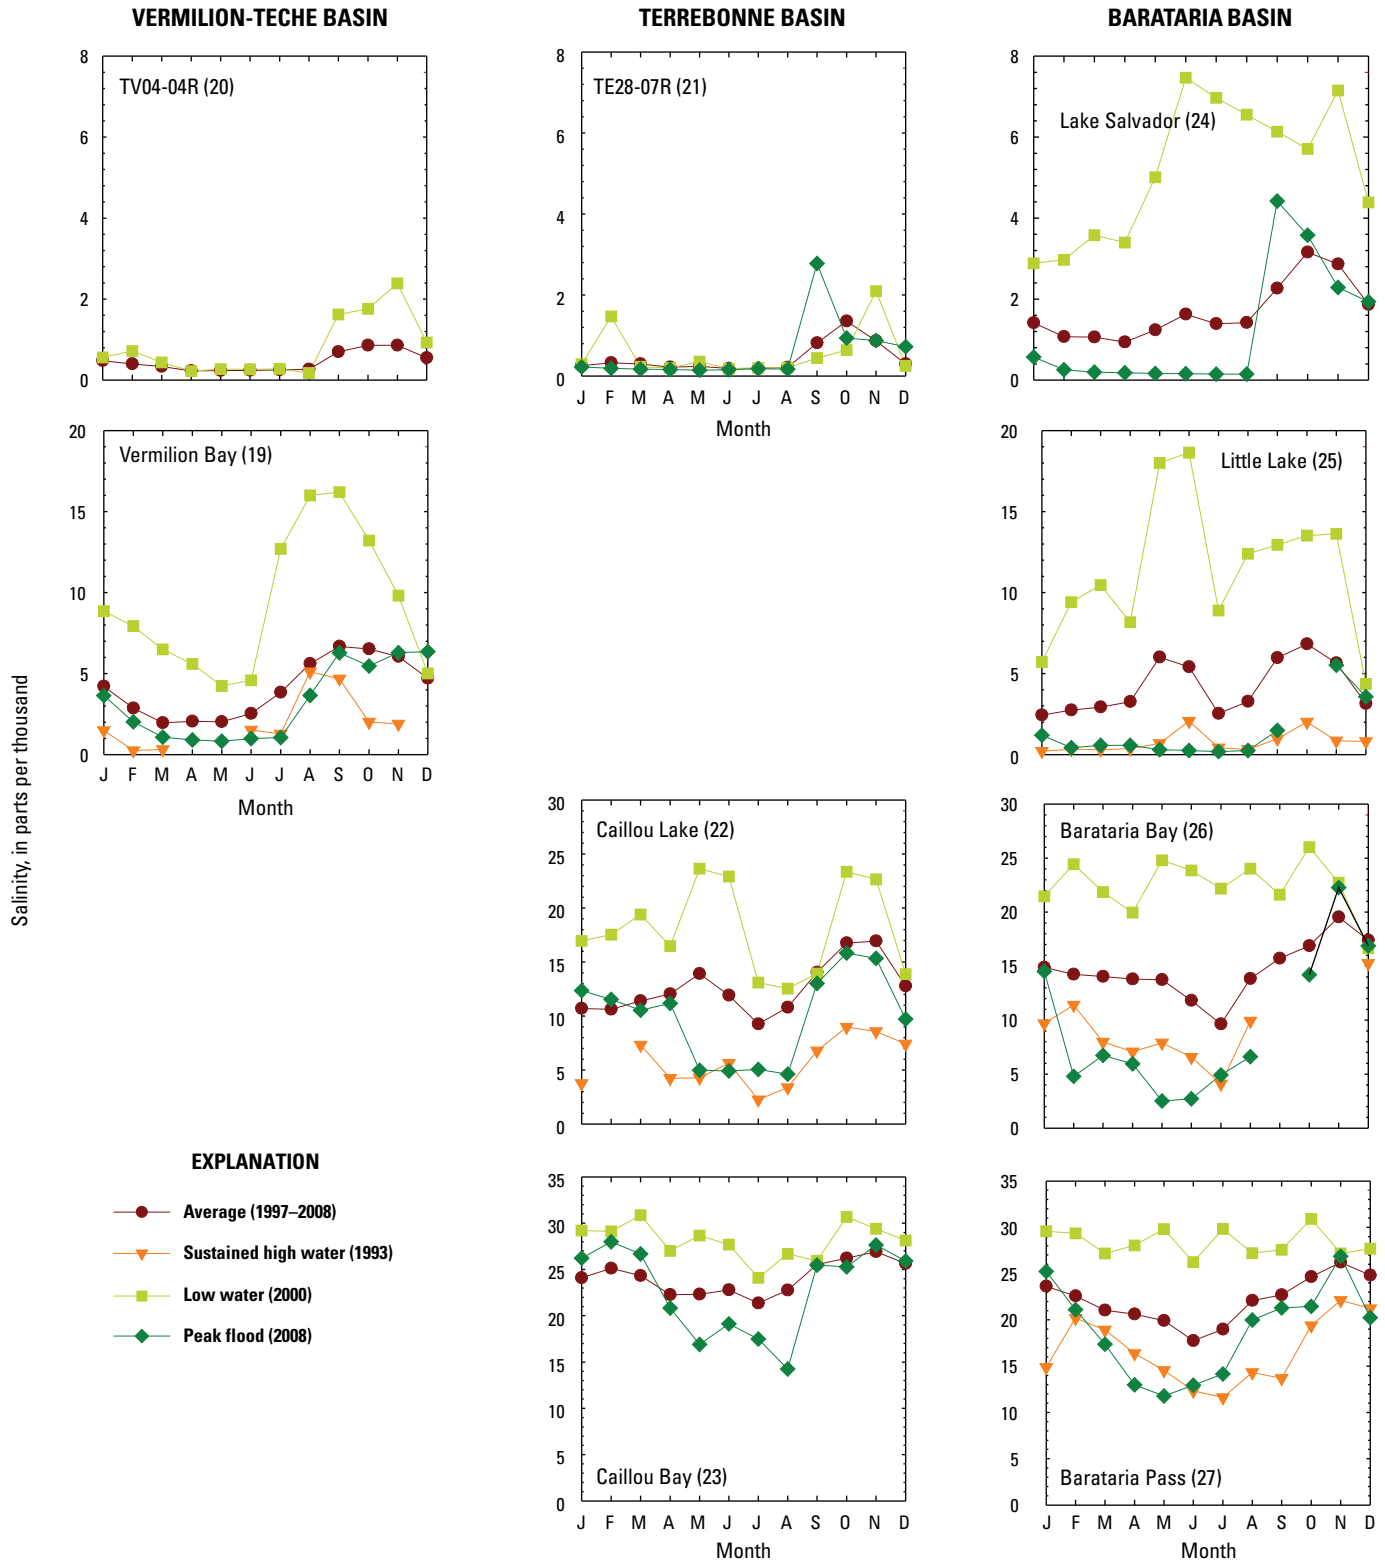 VERMILION-TECHE BASIN
TERREBONNE BASIN
BARATARIA BASIN
Salinity, in parts per thousand
TV04-04R (20)
8
6
4
2
0
TE28-07R (21)
8
6
4
2
0
J F M A M J J A S O N D
Month
Lake Salvador (24)
8
6
4
2
0
Vermilion Bay (19)
20
15
10
5
0
J F M A M J J A S O N D
Month
Little Lake (25)
20
15
10
5
0
Caillou Lake (22)
30
25
20
15
10
5
0
Barataria Bay (26)
30
25
20
15
10
5
0
EXPLANATION
Average (1997–2008)
Sustained high water (1993)
Low water (2000)
Peak flood (2008)
35
30
25
20
15
10
5
0
Caillou Bay (23)
J F M A M J J A S O N D
Month
35
30
25
20
15
10
5
0
Barataria Pass (27)
J F M A M J J A S O N D
Month